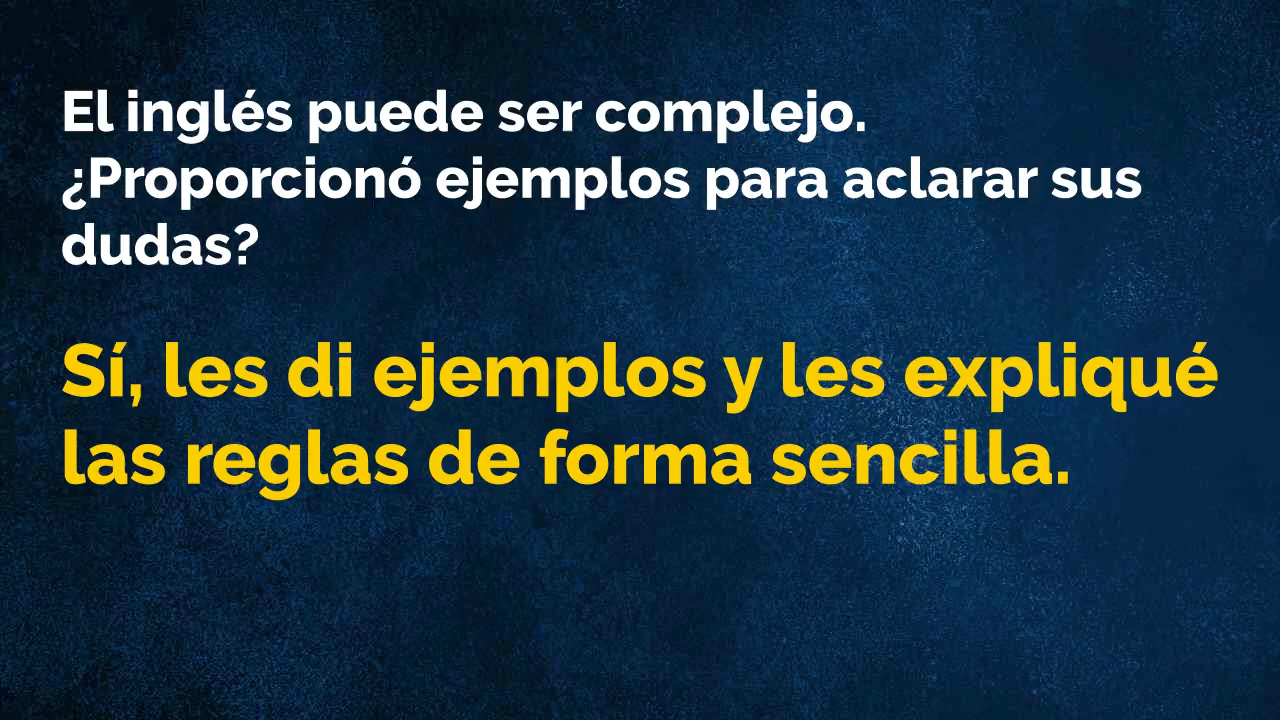 El inglés puede ser complejo.
¿Proporcionó ejemplos para aclarar sus
dudas?
Sí, les di ejemplos y les expliqué
las reglas de forma sencilla.